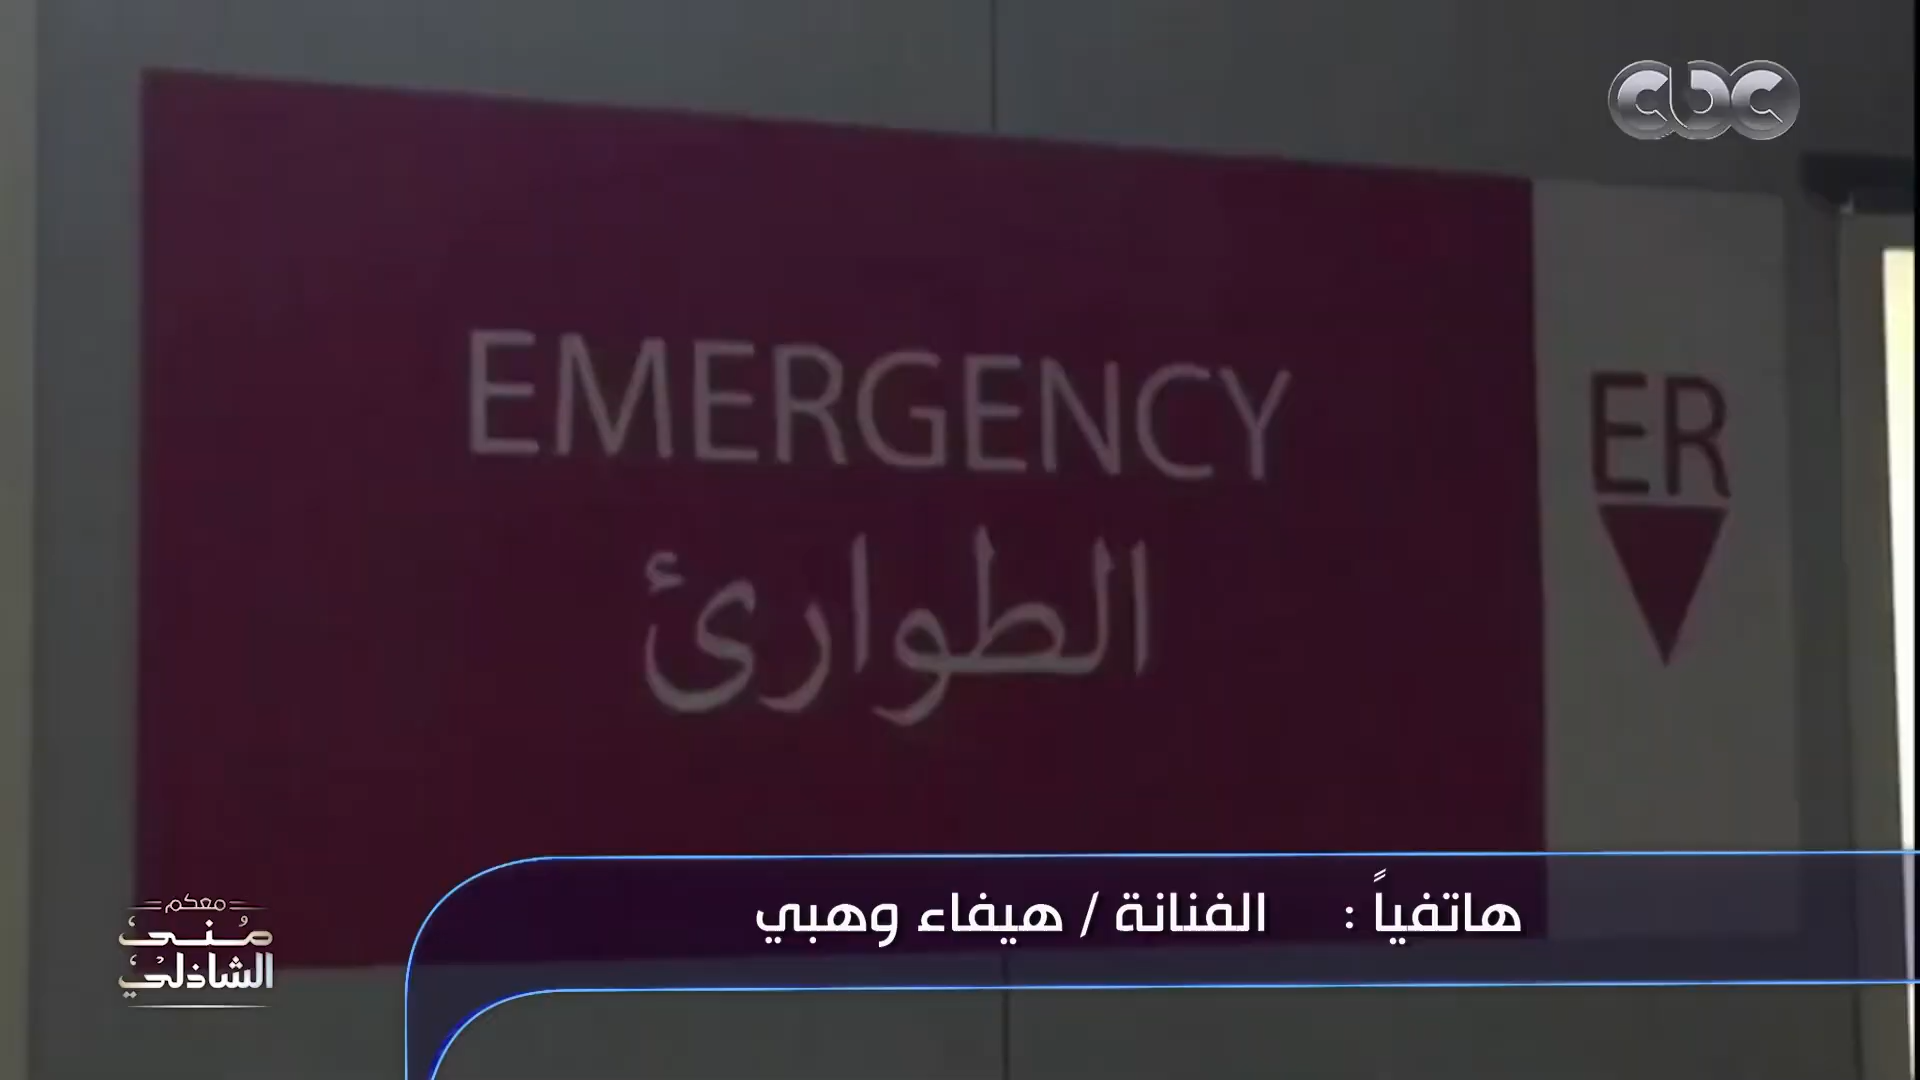 cbc
EMERGENCY
ER
الطوارئ
هاتفياً : الفنانة / هيفاء وهبي
معكم
منى
الشاذلي